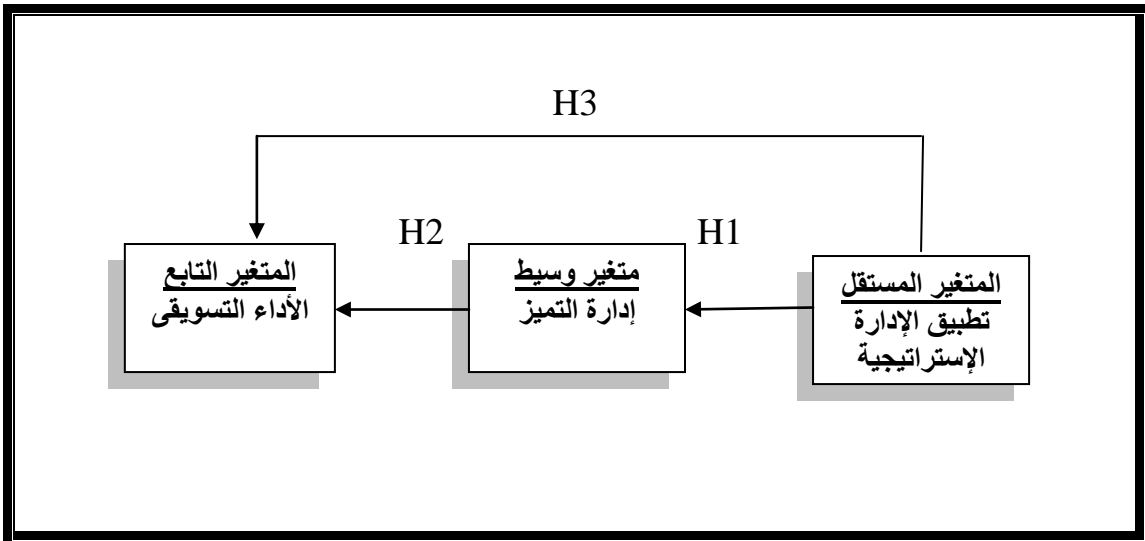 H3
H1
H2
المتغير المستقل
تطبيق الإدارة
الإستراتيجية
متغير وسيط
إدارة التميز
المتغير التابع
الأداء التسويقى